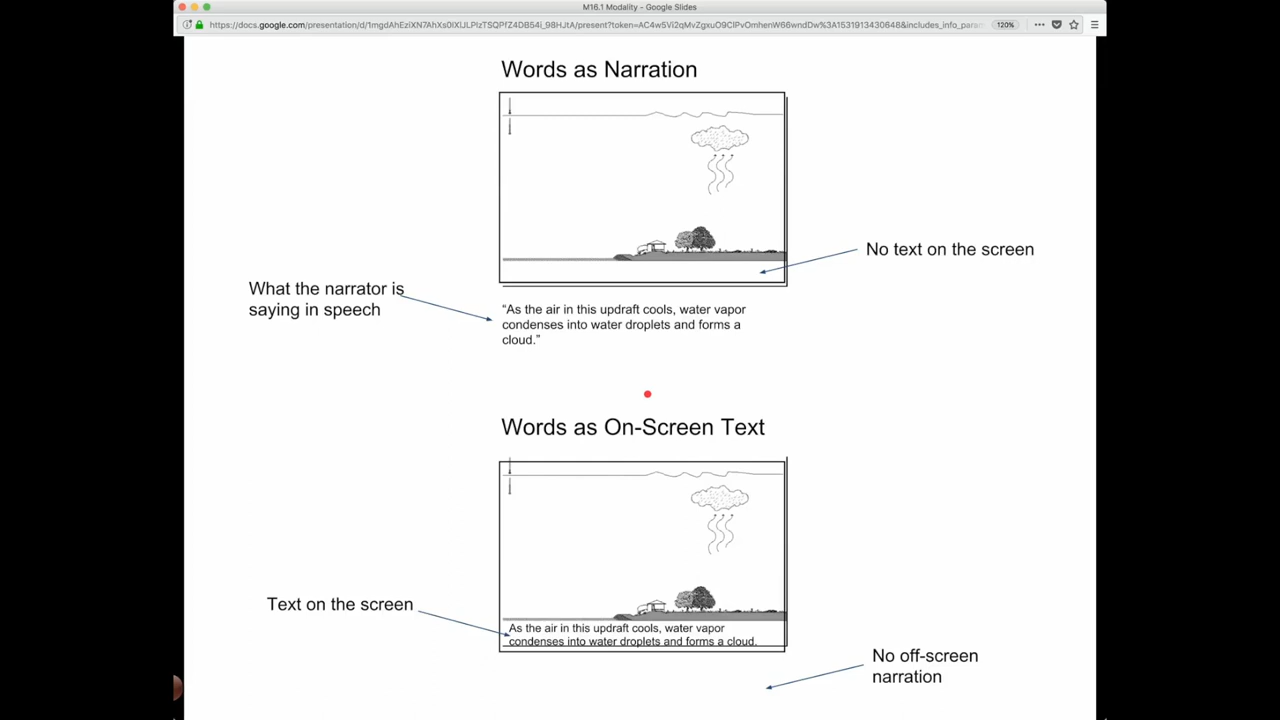 M16.1 Modality - Google Slides
120%
Words as Narration
No text on the screen
What the narrator is
saying in speech
“As the air in this updraft cools, water vapor
condenses into water droplets and forms a
cloud.”
Words as On-Screen Text
Text on the screen
As the air in this updraft cools, water vapor
condenses into water droplets and forms a cloud.
No off-screen
narration